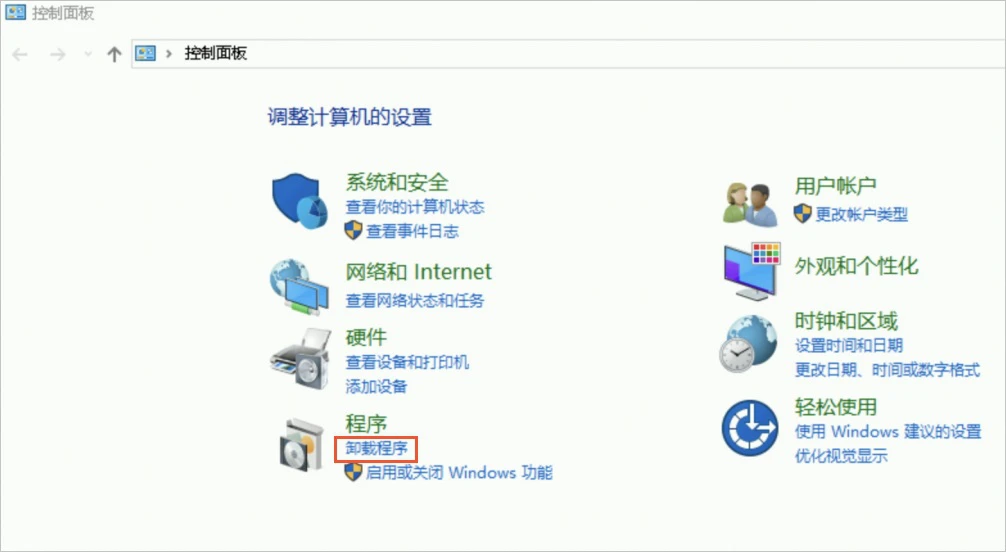 控制面板
控制面板
调整计算机的设置
系统和安全
查看你的计算机状态
查看事件日志
网络和 Internet
查看网络状态和任务
硬件
查看设备和打印机
添加设备
程序
卸载程序
启用或关闭 Windows 功能
用户帐户
更改帐户类型
外观和个性化
时钟和区域
设置时间和日期
更改日期、时间或数字格式
轻松使用
使用 Windows 建议的设置
优化视觉显示